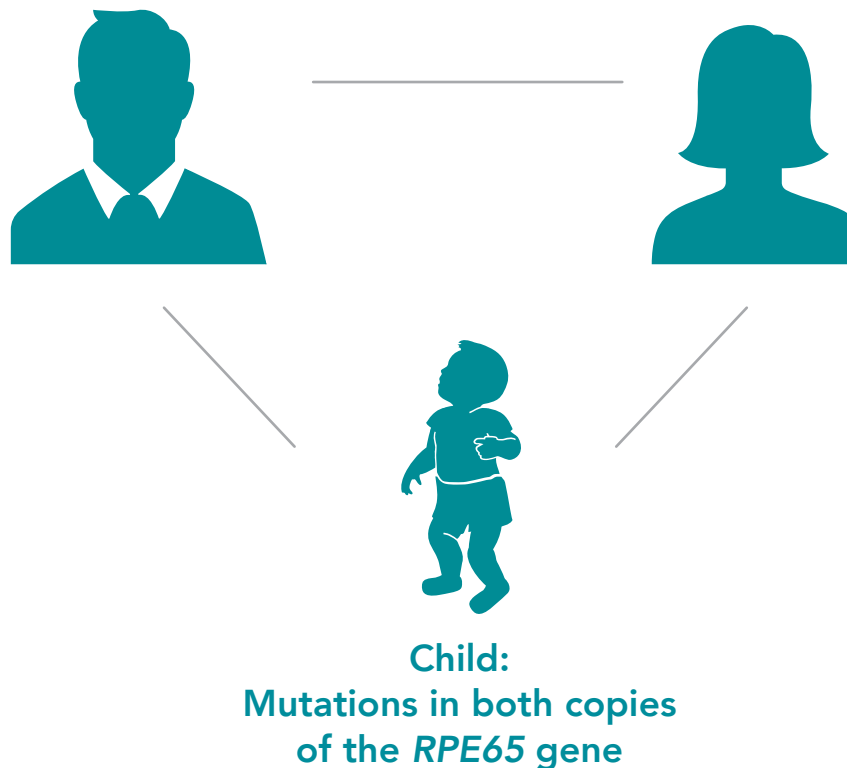 Child:
Mutations in both copies
of the RPE65 gene